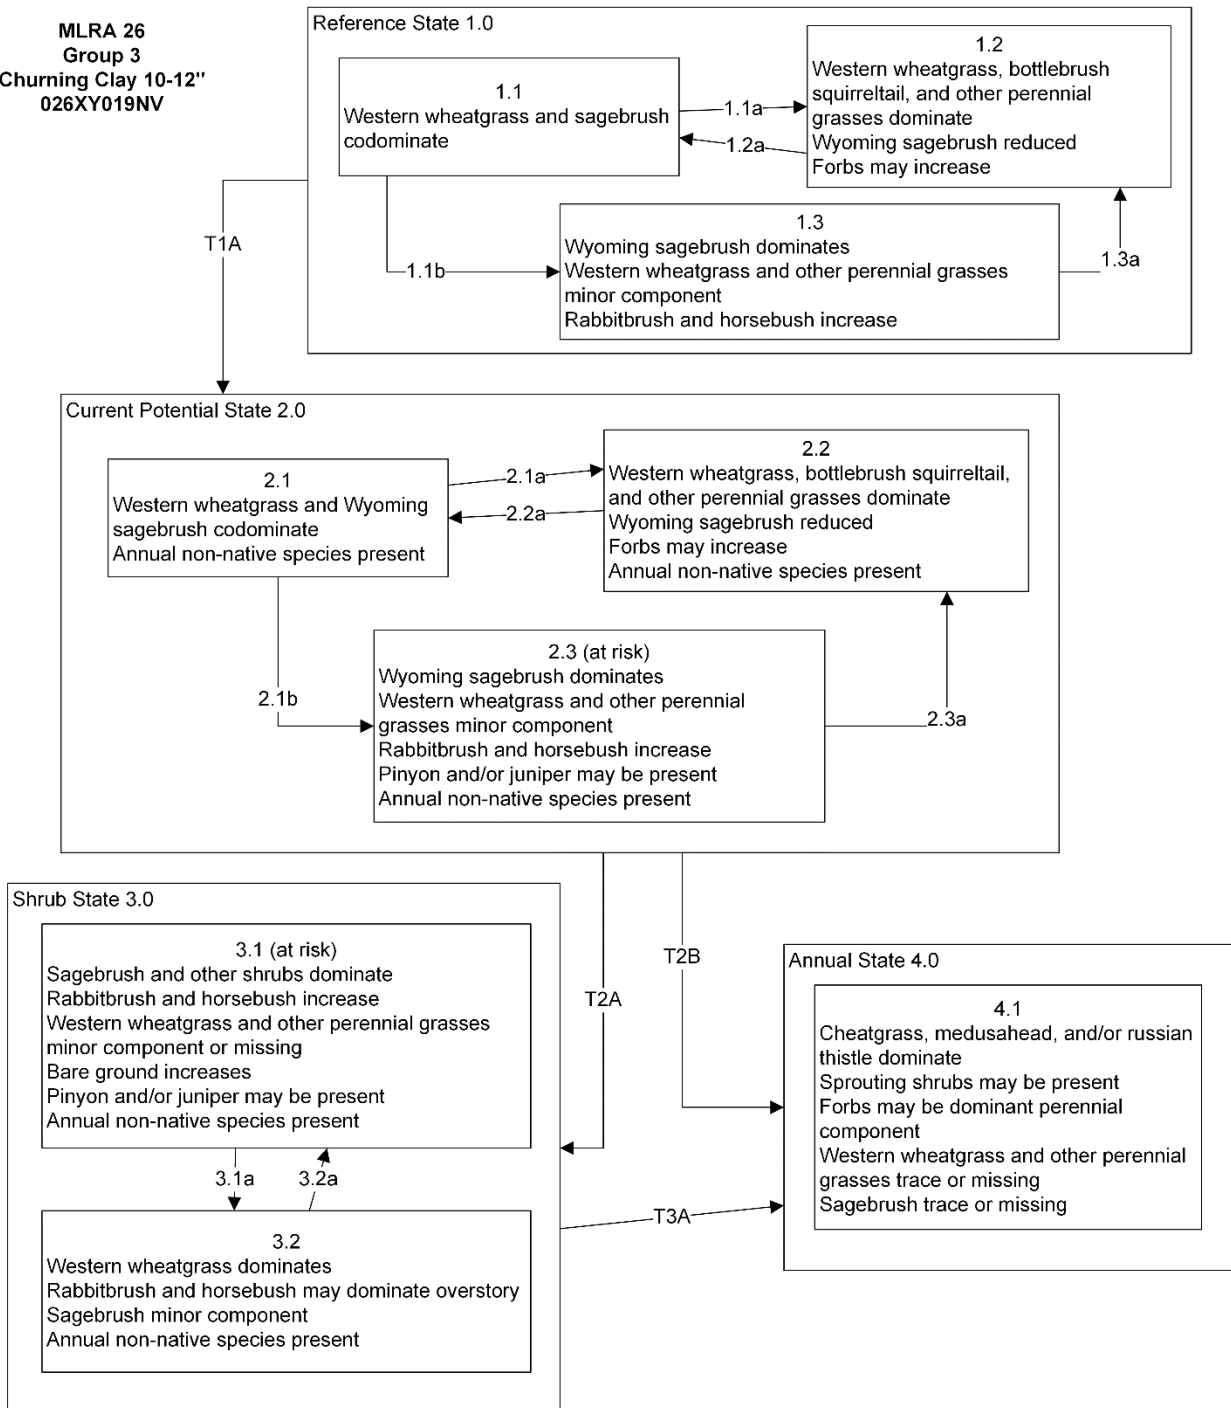 MLRA 26
Group 3
Churning Clay 10-12"
026XY019NV
Reference State 1.0
1.1
Western wheatgrass and sagebrush
codominate
1.1a
1.2a
1.2
Western wheatgrass, bottlebrush
squirreltail, and other perennial
grasses dominate
Wyoming sagebrush reduced
Forbs may increase
T1A
1.1b
1.3
Wyoming sagebrush dominates
Western wheatgrass and other perennial grasses
minor component
Rabbitbrush and horsebush increase
1.3a
Current Potential State 2.0
2.1
Western wheatgrass and Wyoming
sagebrush codominate
Annual non-native species present
2.1a
2.2a
2.2
Western wheatgrass, bottlebrush squirreltail,
and other perennial grasses dominate
Wyoming sagebrush reduced
Forbs may increase
Annual non-native species present
2.1b
2.3 (at risk)
Wyoming sagebrush dominates
Western wheatgrass and other perennial
grasses minor component
Rabbitbrush and horsebush increase
Pinyon and/or juniper may be present
Annual non-native species present
2.3a
Shrub State 3.0
3.1 (at risk)
Sagebrush and other shrubs dominate
Rabbitbrush and horsebush increase
Western wheatgrass and other perennial grasses
minor component or missing
Bare ground increases
Pinyon and/or juniper may be present
Annual non-native species present
3.1a
3.2a
3.2
Western wheatgrass dominates
Rabbitbrush and horsebush may dominate overstory
Sagebrush minor component
Annual non-native species present
T2A
T2B
T3A
Annual State 4.0
4.1
Cheatgrass, medusahead, and/or russian
thistle dominate
Sprouting shrubs may be present
Forbs may be dominant perennial
component
Western wheatgrass and other perennial
grasses trace or missing
Sagebrush trace or missing